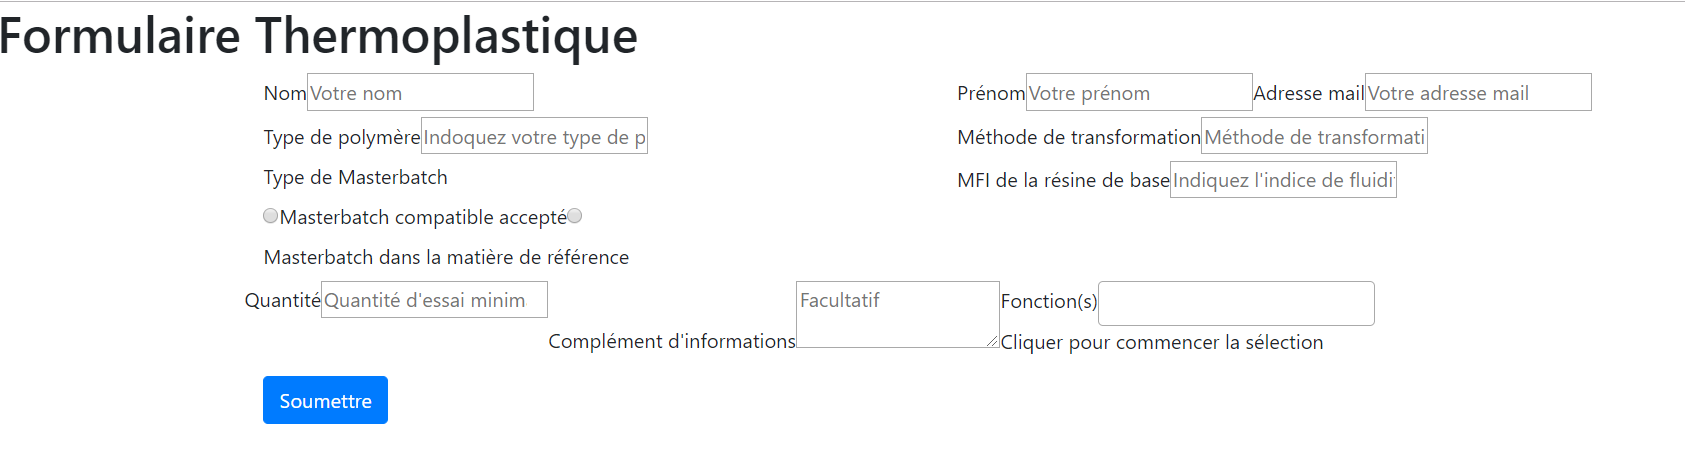 Formulaire Thermoplastique
Nom Votre nom Prénom Votre prénom Adresse mail Votre adresse mail
Type de polymère Indoquez votre type de p Méthode de transformation Méthode de transformati
Type de Masterbatch MFI de la résine de base Indiquez l'indice de fluidi
Masterbatch compatible accepté
Masterbatch dans la matière de référence
Quantité Quantité d'essai minim Facultatif Fonction(s)
Complément d'informations Cliquer pour commencer la sélection
Soumettre